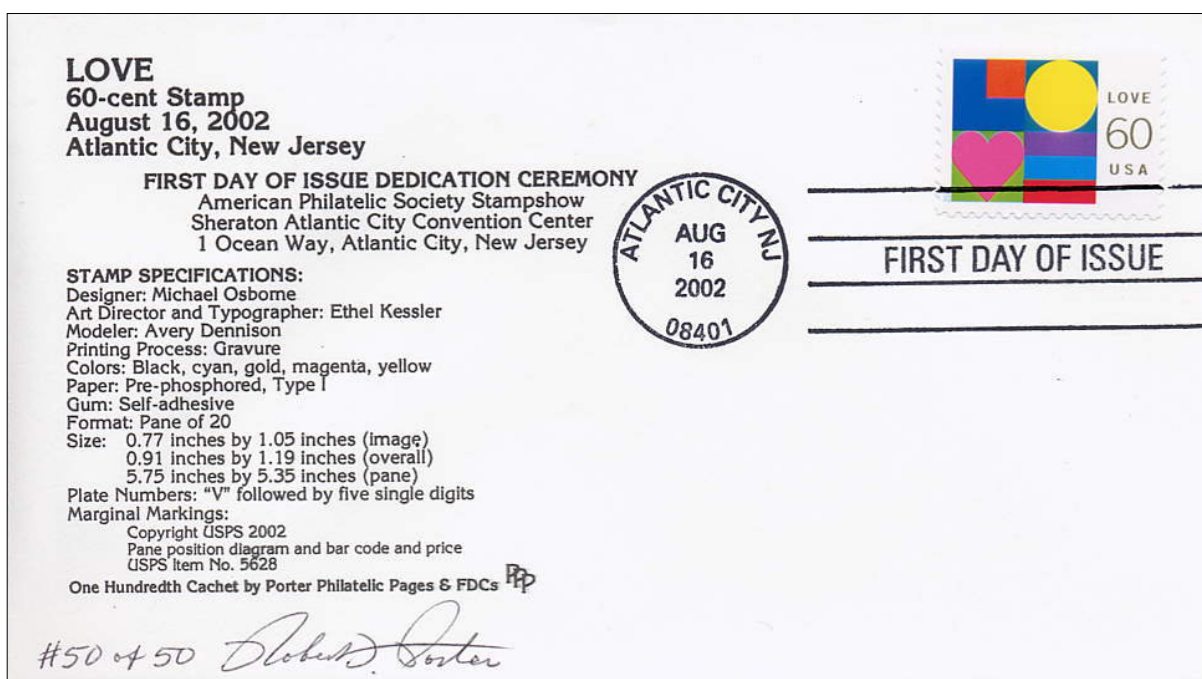 LOVE
60-cent Stamp
August 16, 2002
Atlantic City, New Jersey
FIRST DAY OF ISSUE DEDICATION CEREMONY
American Philatelic Society Stampshow
Sheraton Atlantic City Convention Center
1 Ocean Way, Atlantic City, New Jersey
STAMP SPECIFICATIONS:
Designer: Michael Osborne
Art Director and Typographer: Ethel Kessler
Modeler: Avery Dennison
Printing Process: Gravure
Colors: Black, cyan, gold, magenta, yellow
Paper: Pre-phosphored, Type I
Gum: Self-adhesive
Format: Pane of 20
Size: 0.77 inches by 1.05 inches (image)
0.91 inches by 1.19 inches (overall)
5.75 inches by 5.35 inches (pane)
Plate Numbers: “V” followed by five single digits
Marginal Markings:
Copyright USPS 2002
Pane position diagram and bar code and price
USPS Item No. 5628
One Hundredth Cachet by Porter Philatelic Pages & FDCs PPP
#50 of 50 Robert D. Porter
ATLANTIC CITY NJ
AUG
16
2002
08401
LOVE
60
USA
FIRST DAY OF ISSUE